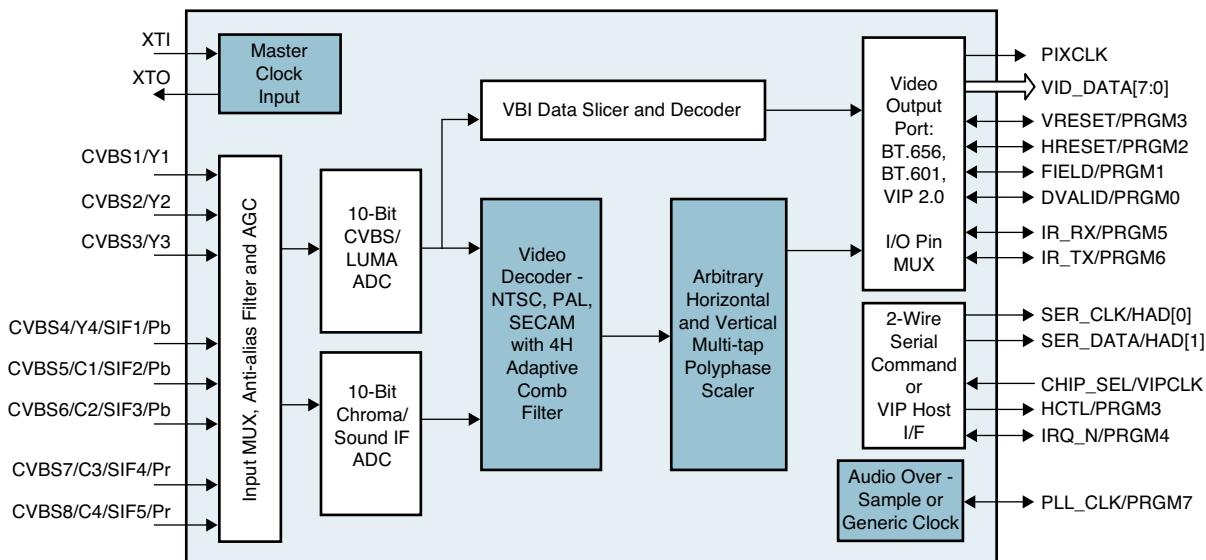 XTI
XTO
Master
Clock
Input
CVBS1/Y1
CVBS2/Y2
CVBS3/Y3
CVBS4/Y4/SIF1/Pb
CVBS5/C1/SIF2/Pb
CVBS6/C2/SIF3/Pb
CVBS7/C3/SIF4/Pr
CVBS8/C4/SIF5/Pr
Input MUX, Anti-alias Filter and AGC
10-Bit
CVBS/
LUMA
ADC
10-Bit
Chroma/
Sound IF
ADC
VBI Data Slicer and Decoder
Video
Decoder -
NTSC, PAL,
SECAM
with 4H
Adaptive
Comb
Filter
Arbitrary
Horizontal
and Vertical
Multi-tap
Polyphase
Scaler
Video
Output
Port:
BT.656,
BT.601,
VIP 2.0
I/O Pin
MUX
2-Wire
Serial
Command
or
VIP Host
I/F
Audio Over -
Sample or
Generic Clock
PIXCLK
VID_DATA[7:0]
VRESET/PRGM3
HRESET/PRGM2
FIELD/PRGM1
DVALID/PRGM0
IR_RX/PRGM5
IR_TX/PRGM6
SER_CLK/HAD[0]
SER_DATA/HAD[1]
CHIP_SEL/VIPCLK
HCTL/PRGM3
IRQ_N/PRGM4
PLL_CLK/PRGM7